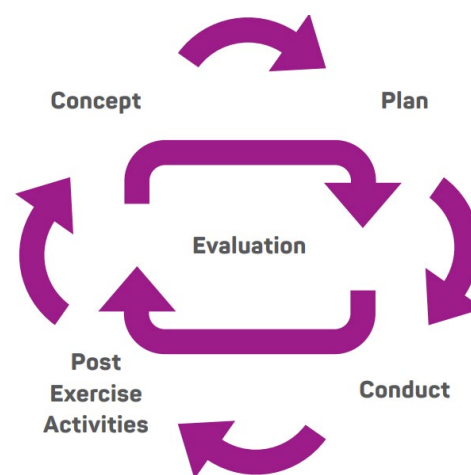 Concept
Plan
Evaluation
Post
Exercise
Activities
Conduct